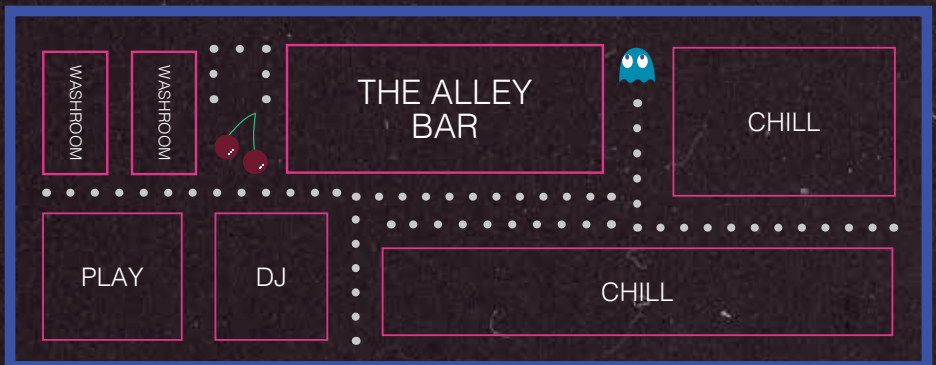 WASHROOM
WASHROOM
THE ALLEY
BAR
CHILL
PLAY
DJ
CHILL